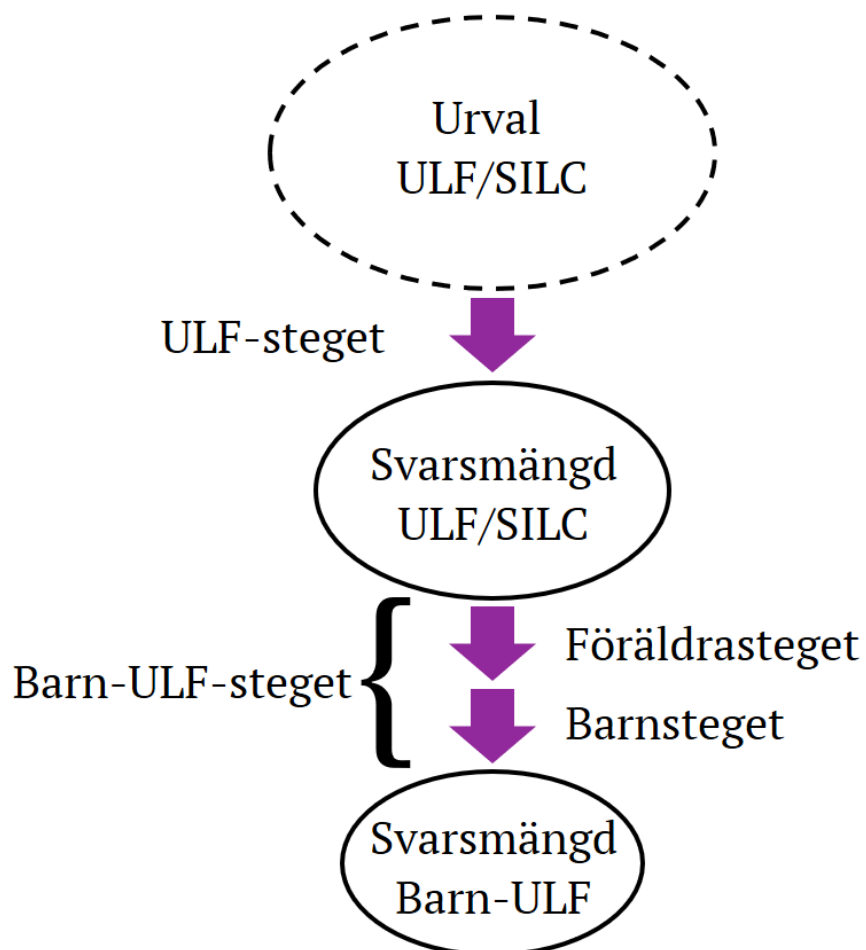 Urval
ULF/SILC
ULF-steget
Svarsmängd
ULF/SILC
Föräldrasteget
Barn-ULF-steget
Barnsteget
Svarsmängd
Barn-ULF